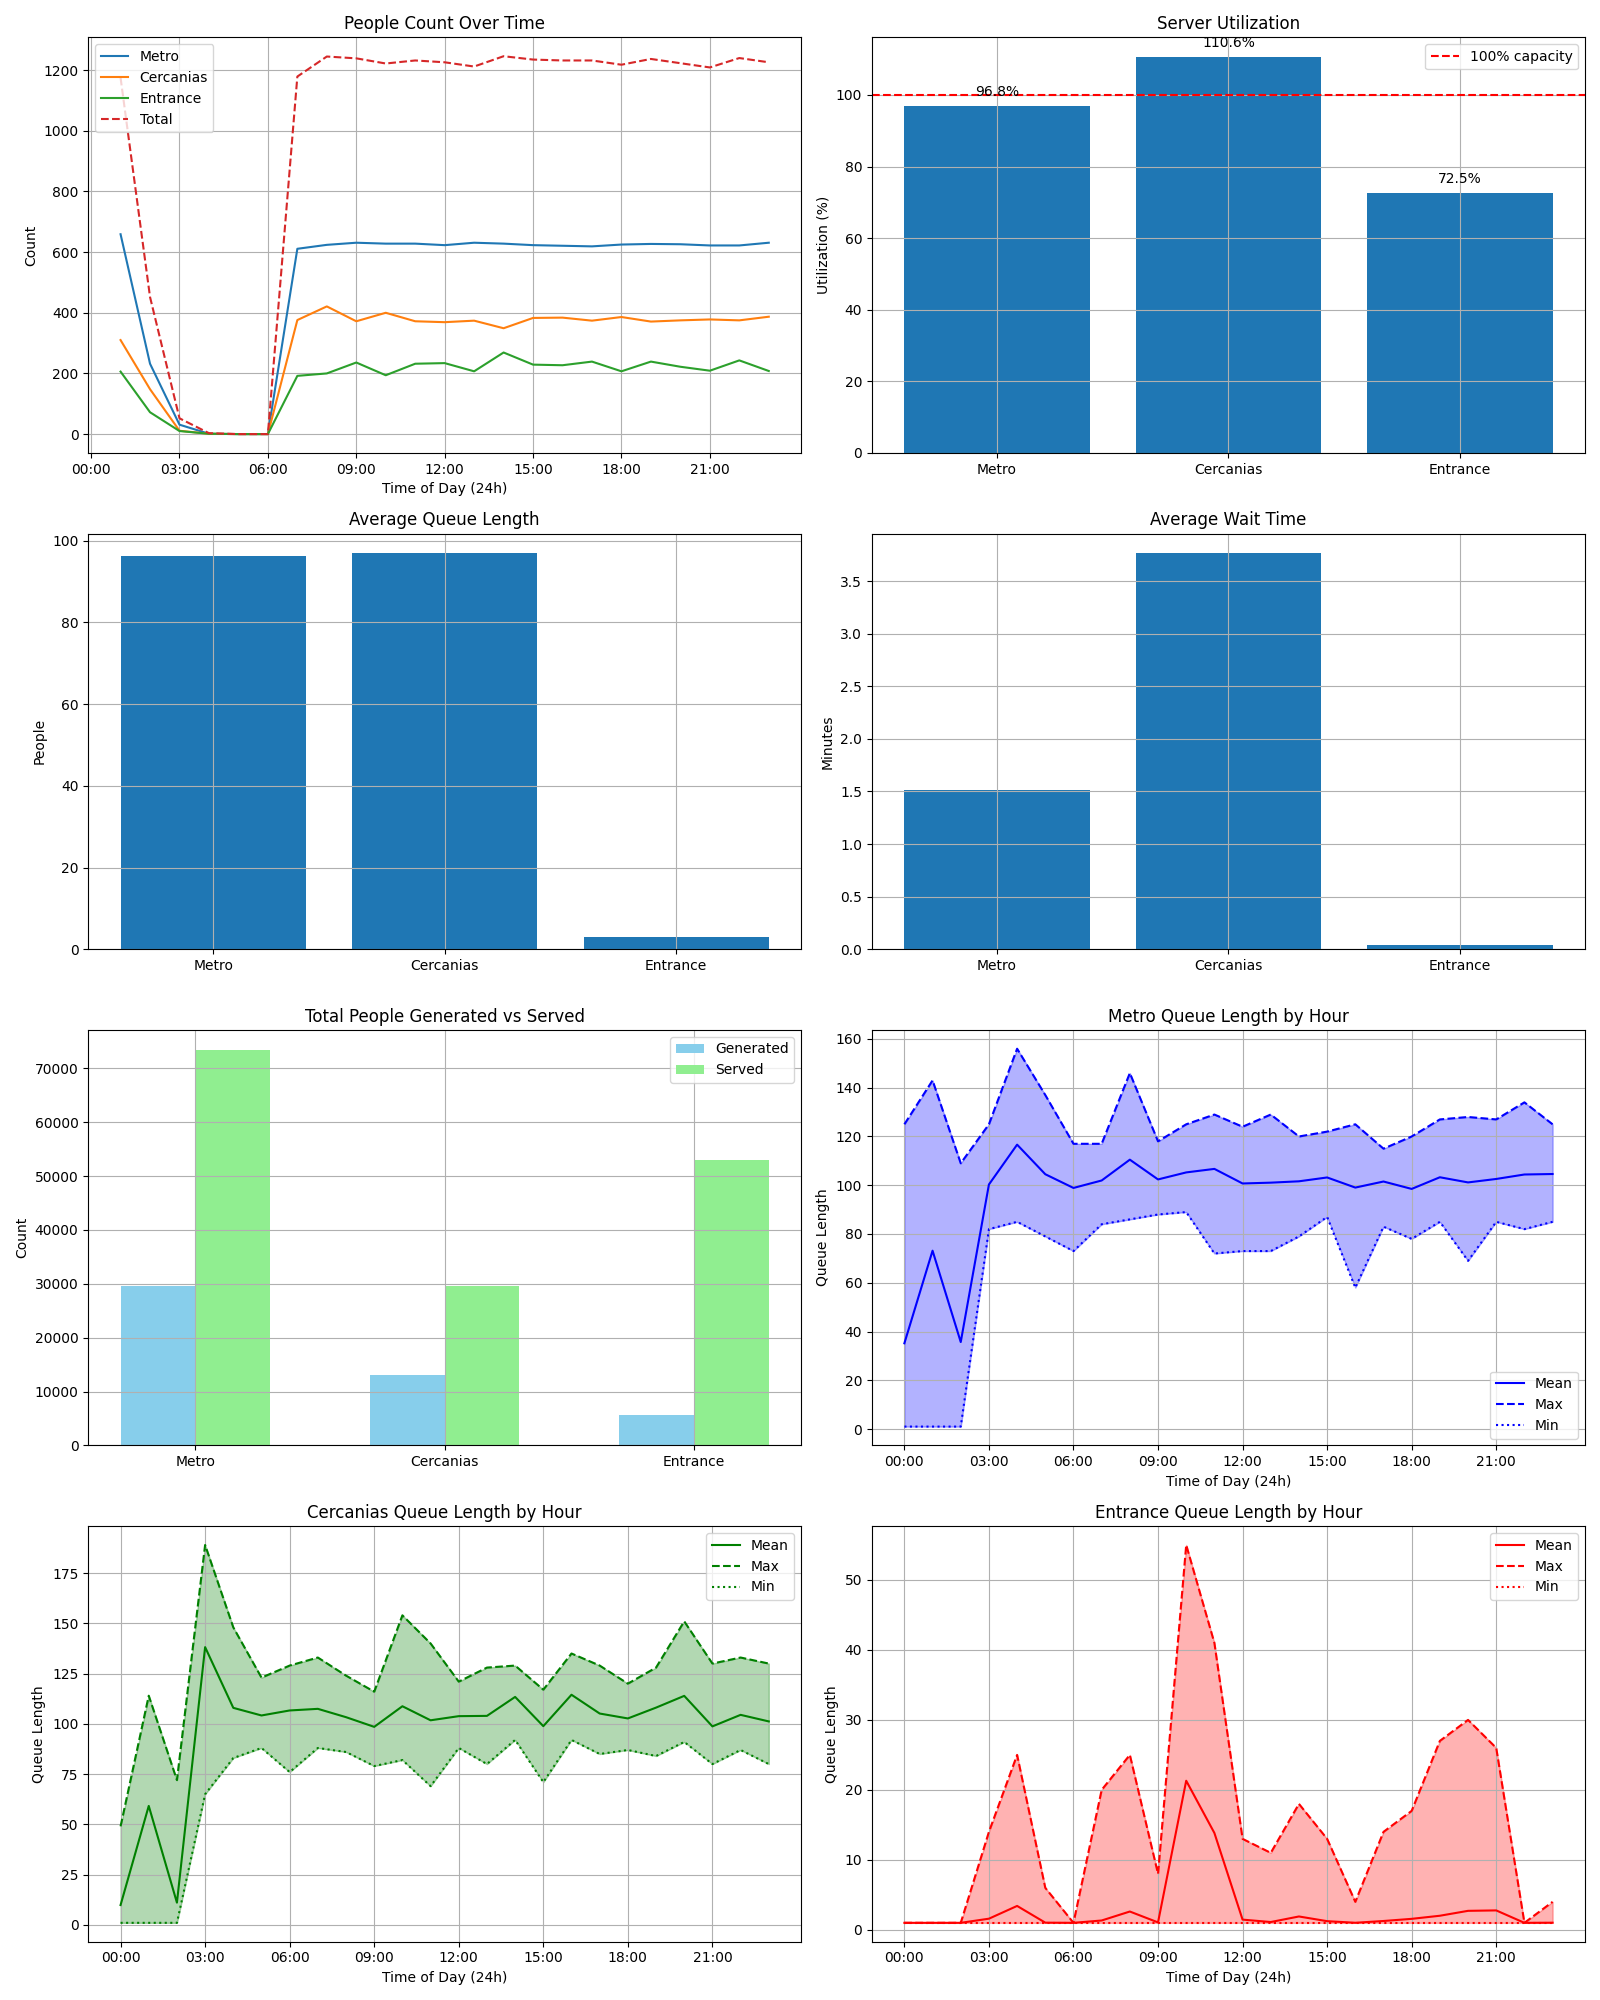 People Count Over Time
Metro
Cercanias
Entrance
Total
1200
1000
800
600
400
200
0
Count
00:00 03:00 06:00 09:00 12:00 15:00 18:00 21:00
Time of Day (24h)
Server Utilization
110.6%
100% capacity
96.8%
72.5%
100
80
60
40
20
0
Utilization (%)
Metro Cercanias Entrance
Average Queue Length
100
80
60
40
20
0
People
Metro Cercanias Entrance
Average Wait Time
3.5
3.0
2.5
2.0
1.5
1.0
0.5
0.0
Minutes
Metro Cercanias Entrance
Total People Generated vs Served
Generated
Served
70000
60000
50000
40000
30000
20000
10000
0
Count
Metro Cercanias Entrance
Metro Queue Length by Hour
160
140
120
100
80
60
40
20
0
Queue Length
Mean
Max
Min
00:00 03:00 06:00 09:00 12:00 15:00 18:00 21:00
Time of Day (24h)
Cercanias Queue Length by Hour
Mean
Max
Min
175
150
125
100
75
50
25
0
Queue Length
00:00 03:00 06:00 09:00 12:00 15:00 18:00 21:00
Time of Day (24h)
Entrance Queue Length by Hour
Mean
Max
Min
50
40
30
20
10
0
Queue Length
00:00 03:00 06:00 09:00 12:00 15:00 18:00 21:00
Time of Day (24h)